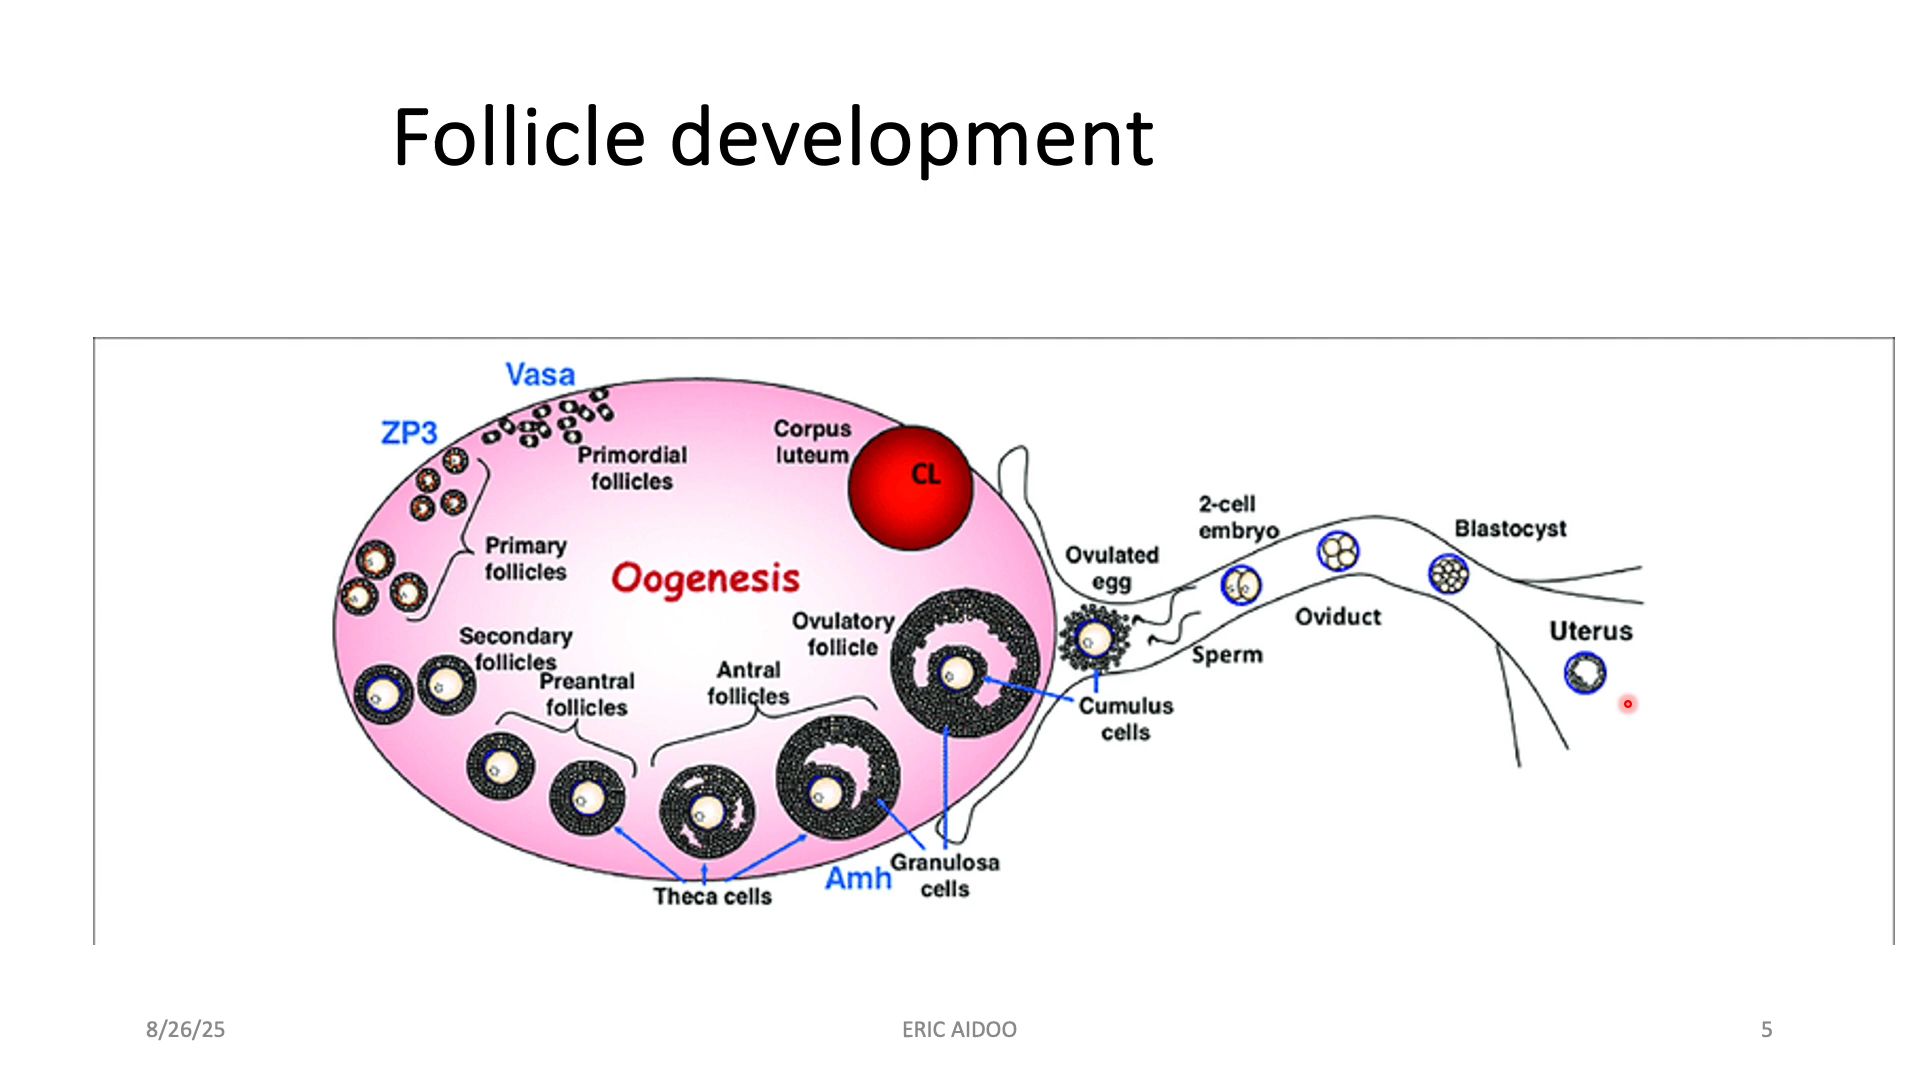 Follicle development
Vasa
ZP3
Primordial
follicles
Corpus
luteum
CL
Primary
follicles
Oogenesis
Secondary
follicles
Preantral
follicles
Antral
follicles
Ovulatory
follicle
Ovulated
egg
2-cell
embryo
Blastocyst
Oviduct
Sperm
Uterus
Cumulus
cells
Theca cells
Amh
Granulosa
cells
8/26/25
ERIC AIDOO
5